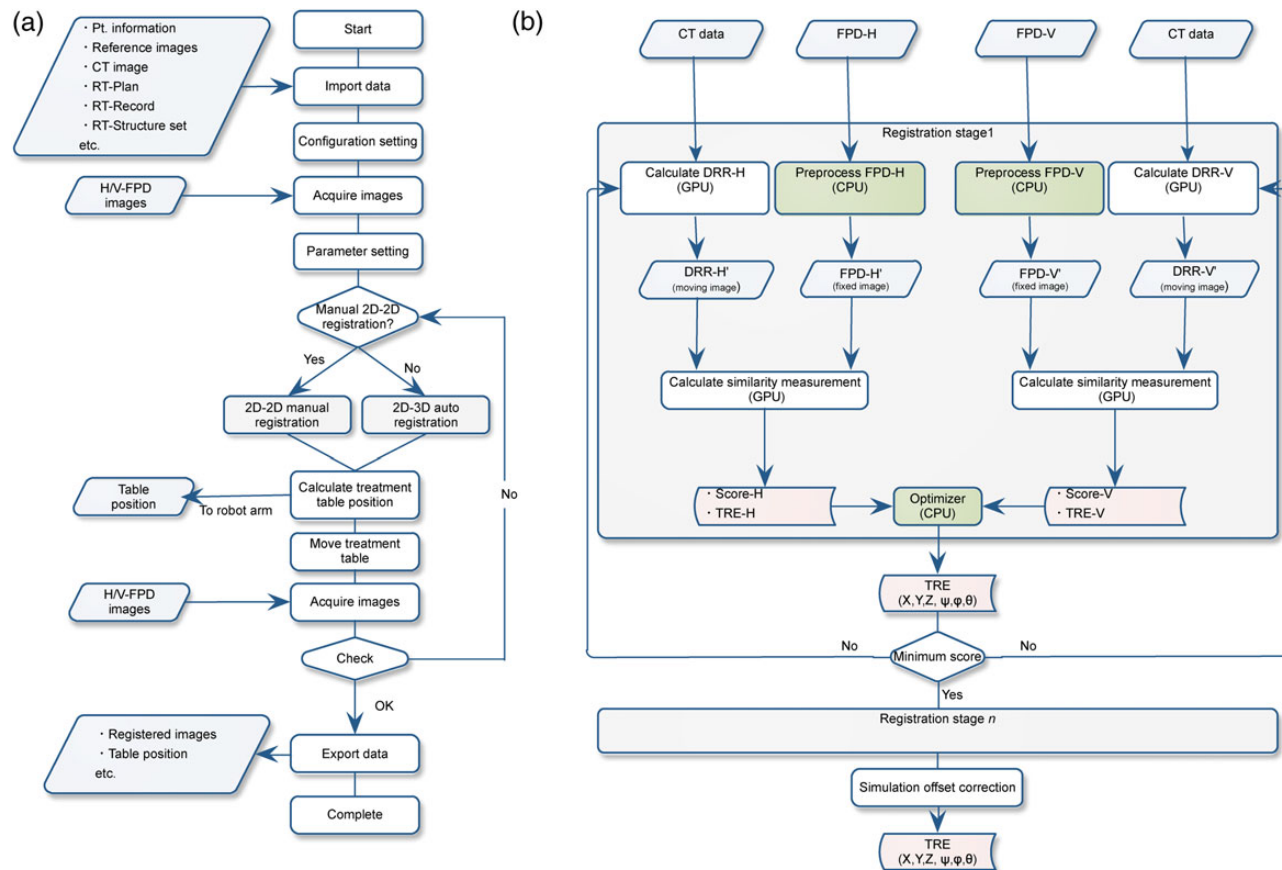 (a)
・ Pt. information
・ Reference images
・ CT image
・ RT-Plan
・ RT-Record
・ RT-Structure set
etc.
Start
Import data
Configuration setting
H/V-FPD
images
Acquire images
Parameter setting
Manual 2D-2D
registration?
Yes
No
2D-2D manual
registration
2D-3D auto
registration
Calculate treatment
table position
Table
position
To robot arm
No
Move treatment
table
H/V-FPD
images
Acquire images
Check
OK
・ Registered images
・ Table position
etc.
Export data
Complete
(b)
CT data
FPD-H
FPD-V
CT data
Registration stage1
Calculate DRR-H
(GPU)
Preprocess FPD-H
(CPU)
Preprocess FPD-V
(CPU)
Calculate DRR-V
(GPU)
DRR-H'
(moving image)
FPD-H'
(fixed image)
FPD-V'
(fixed image)
DRR-V'
(moving image)
Calculate similarity measurement
(GPU)
Calculate similarity measurement
(GPU)
・ Score-H
・ TRE-H
Optimizer
(CPU)
・ Score-V
・ TRE-V
TRE
(X,Y,Z, ψ,φ,θ)
No
Minimum score
No
Yes
Registration stage n
Simulation offset correction
TRE
(X,Y,Z, ψ,φ,θ)